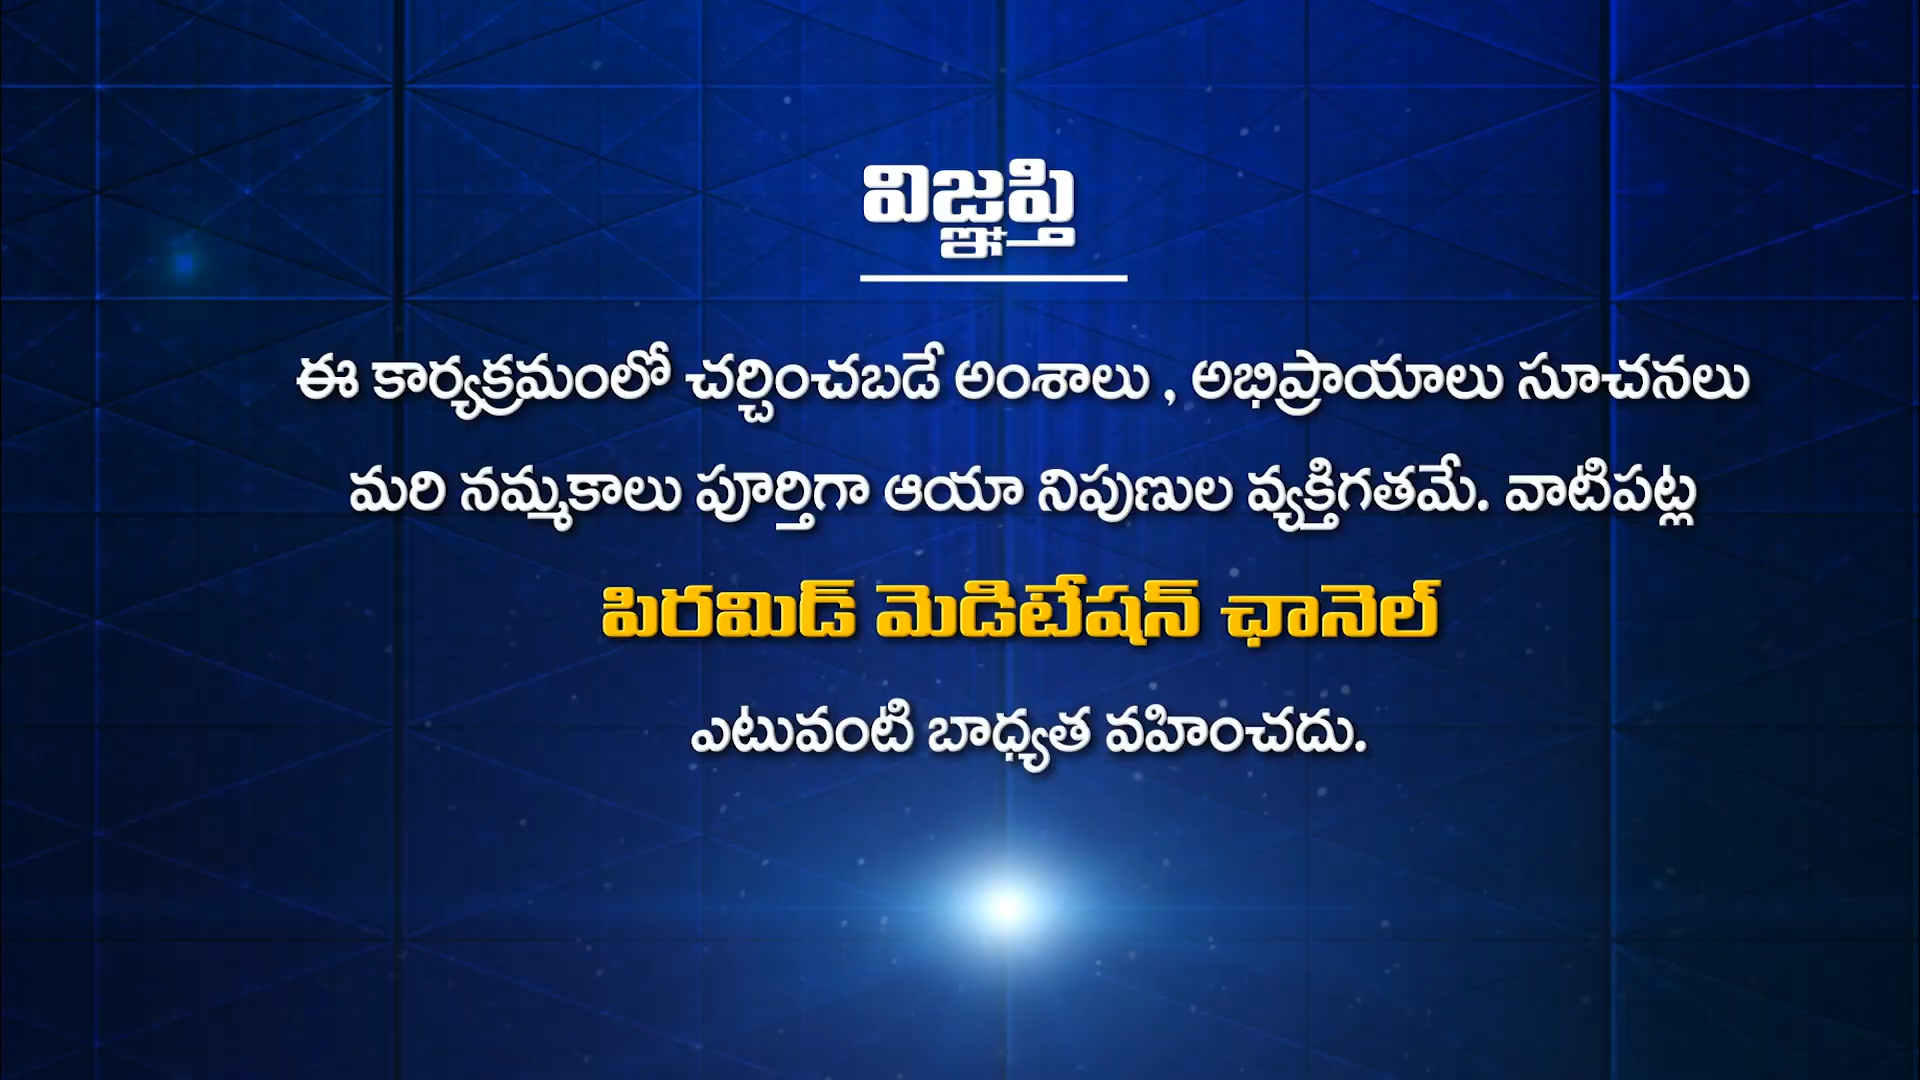 విజ్ఞప్తి
ఈ కార్యక్రమంలో చర్చించబడే అంశాలు , అభిప్రాయాలు సూచనలు
మరి నమ్మకాలు పూర్తిగా ఆయా నిపుణుల వ్యక్తిగతమే. వాటిపట్ల
పిరమిడ్ మెడిటేషన్ ఛానెల్
ఎటువంటి బాధ్యత వహించదు.